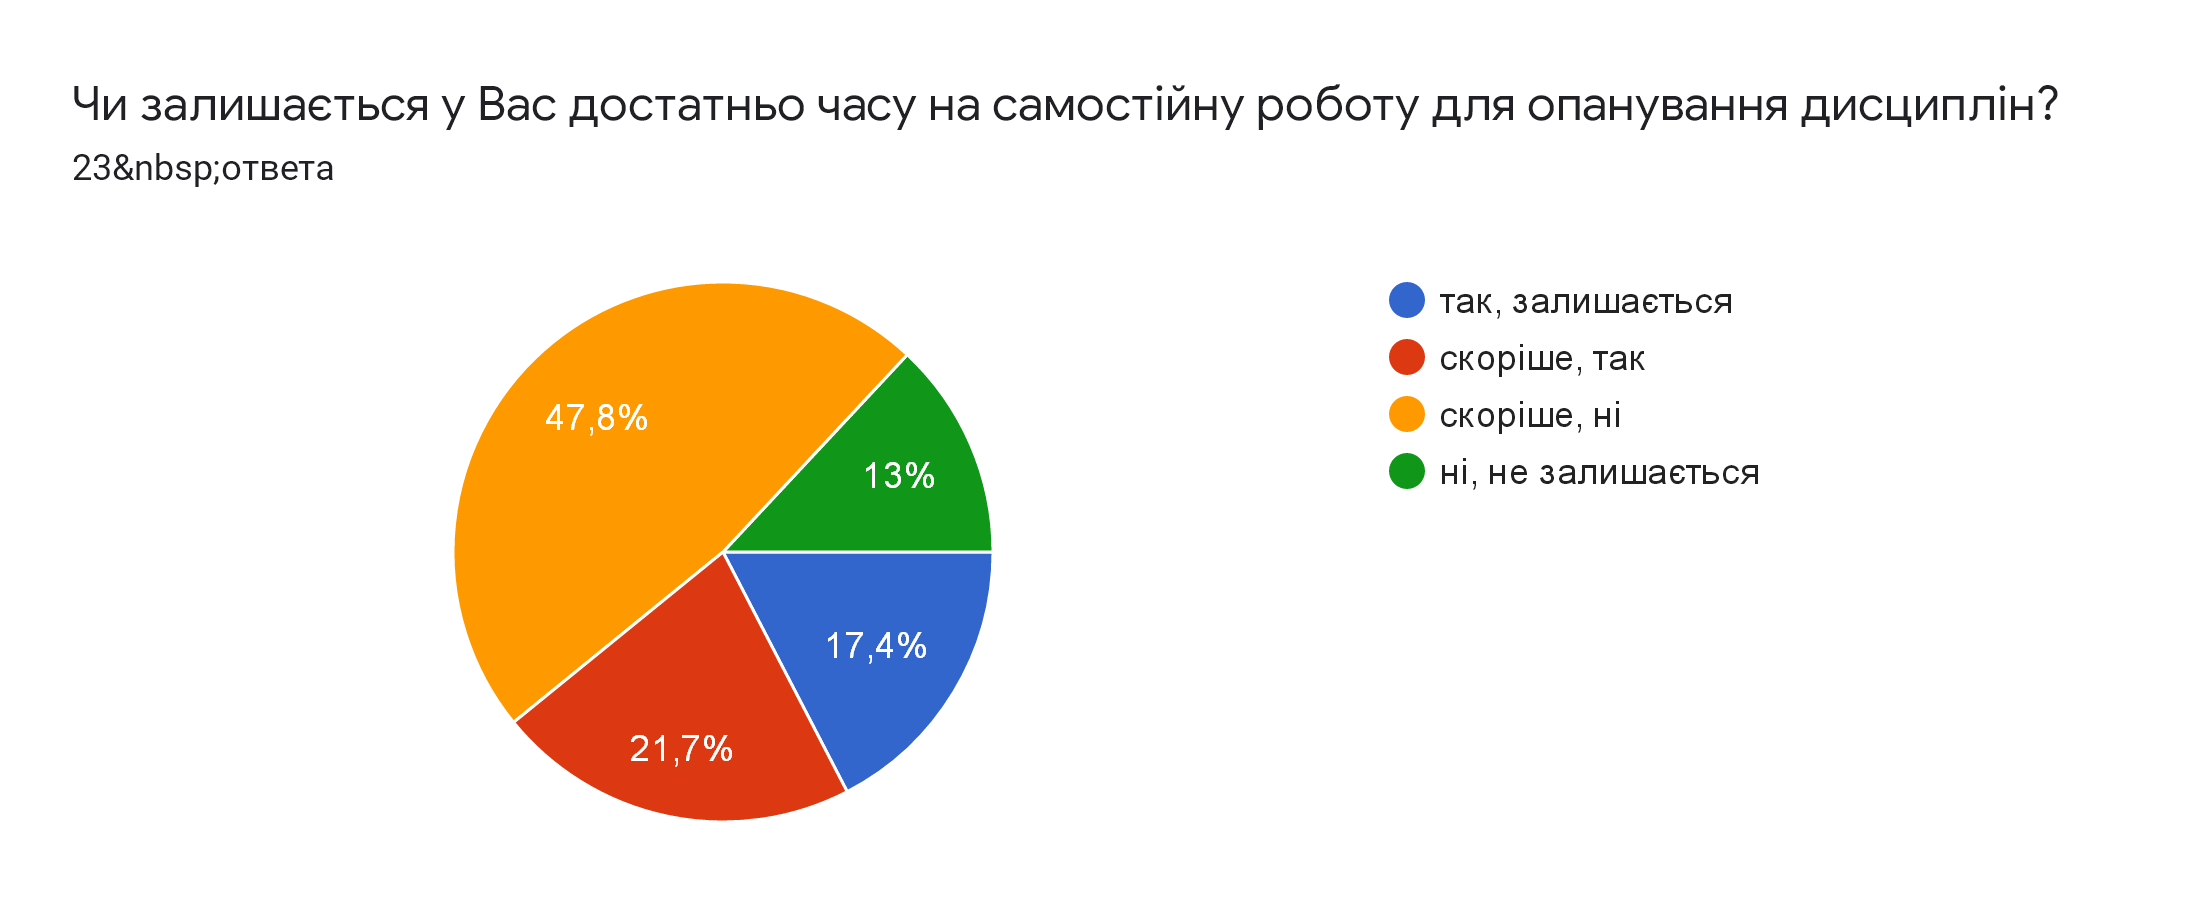 Чи залишається у Вас достатньо часу на самостійну роботу для опанування дисциплін?
23&nbsp;ответа
47,8%
13%
17,4%
21,7%
так, залишається
скоріше, так
скоріше, ні
ні, не залишається